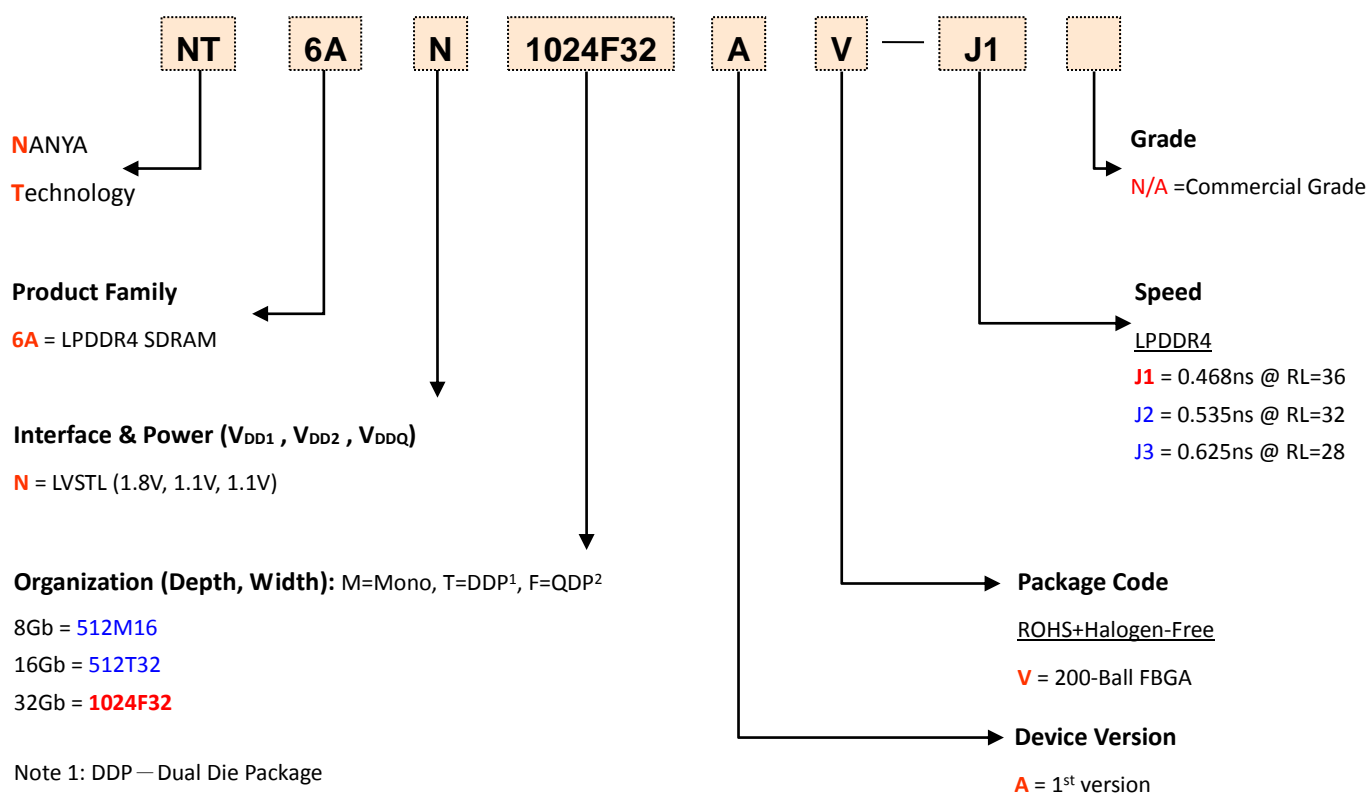 NT 6A N 1024F32 A V — J1
NANYA
Technology
Grade
N/A =Commercial Grade
Product Family
6A = LPDDR4 SDRAM
Speed
LPDDR4
J1 = 0.468ns @ RL=36
J2 = 0.535ns @ RL=32
J3 = 0.625ns @ RL=28
Interface & Power (VDD1 , VDD2 , VDDQ)
N = LVSTL (1.8V, 1.1V, 1.1V)
Organization (Depth, Width): M=Mono, T=DDP¹, F=QDP²
8Gb = 512M16
16Gb = 512T32
32Gb = 1024F32
Package Code
ROHS+Halogen-Free
V = 200-Ball FBGA
Device Version
A = 1st version
Note 1: DDP — Dual Die Package